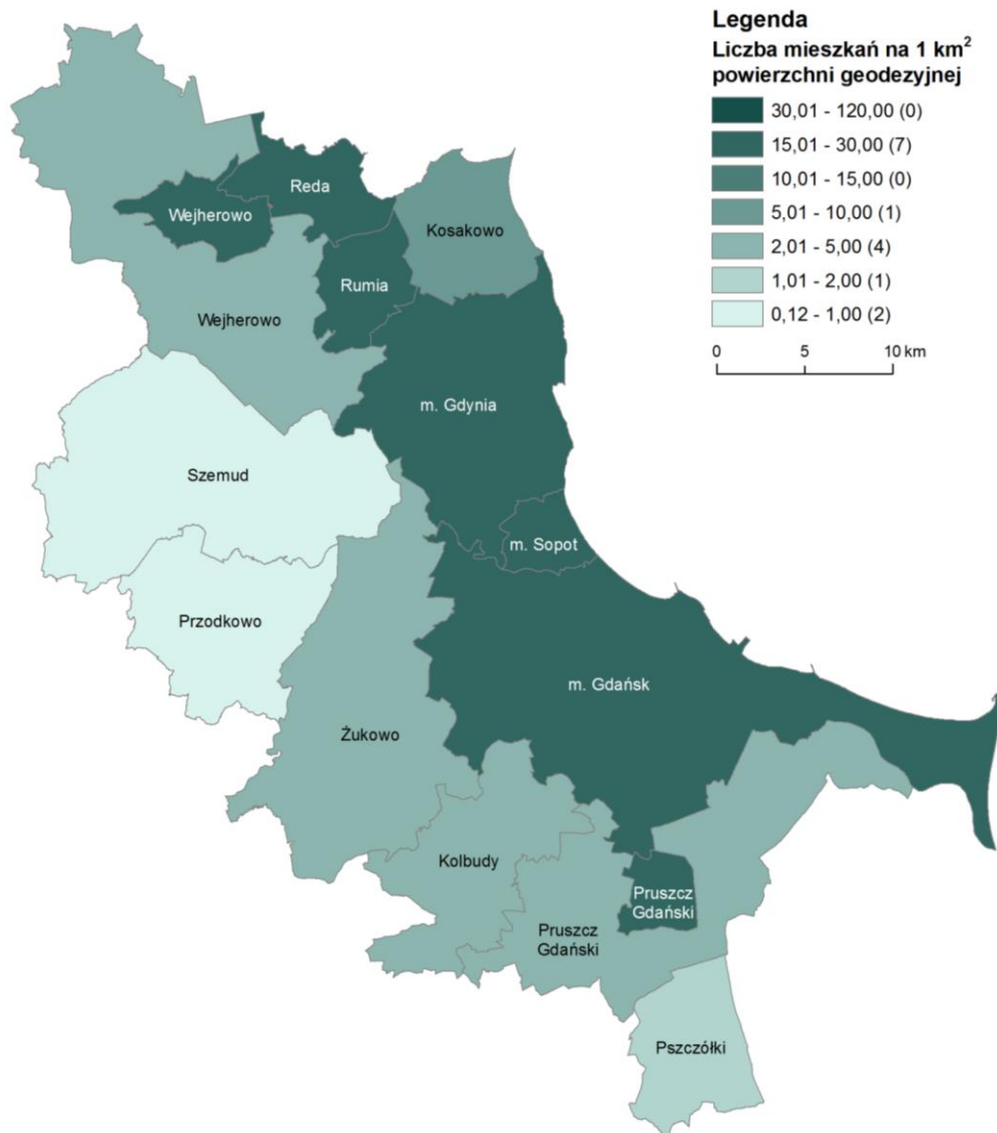 Legenda
Liczba mieszkań na 1 km²
powierzchni geodezyjnej
30,01 - 120,00 (0)
15,01 - 30,00 (7)
10,01 - 15,00 (0)
5,01 - 10,00 (1)
2,01 - 5,00 (4)
1,01 - 2,00 (1)
0,12 - 1,00 (2)
0 5 10 km
Reda
Wejherowo
Kosakowo
Rumia
Wejherowo
m. Gdynia
Szemud
m. Sopot
Przodkowo
m. Gdańsk
Żukowo
Kolbudy
Pruszcz
Gdański
Pruszcz
Gdański
Pszczółki